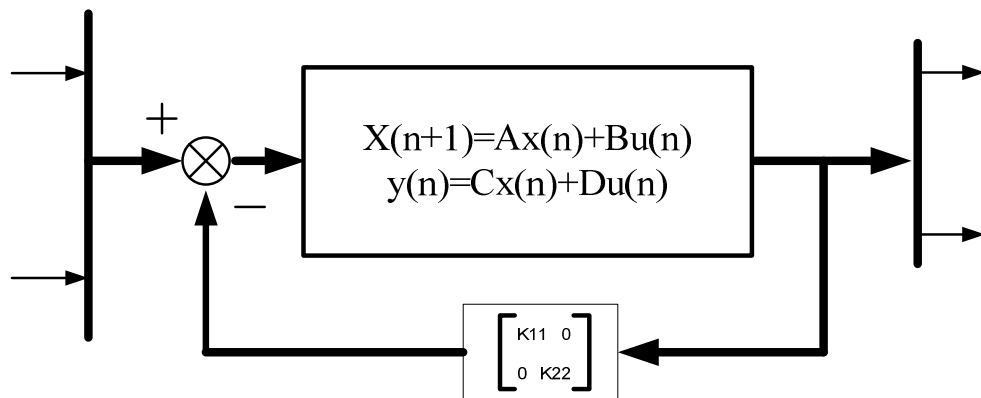 +
X(n+1)=Ax(n)+Bu(n)
y(n)=Cx(n)+Du(n)
−
K11 0
0 K22